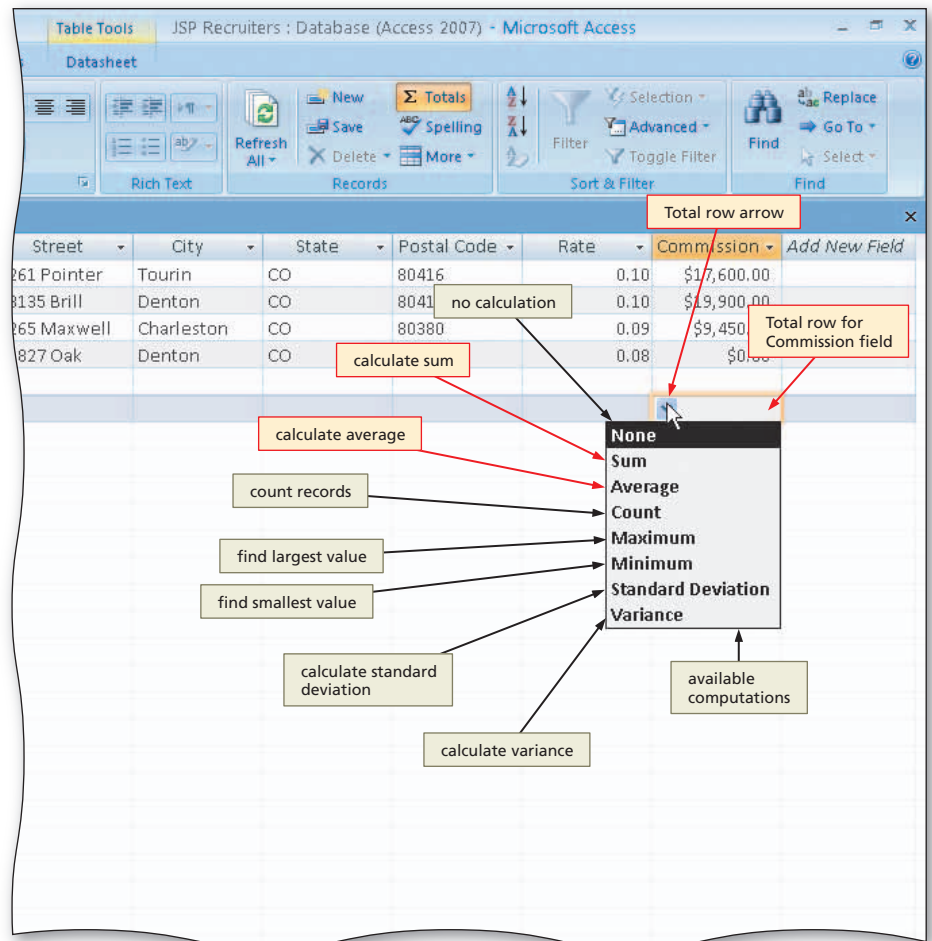 Table Tools JSP Recruiters : Database (Access 2007) - Microsoft Access
Datasheet
New Σ Totals Selection Replace
Save Spelling Advanced Go To
Refresh All Delete More Filter Toggle Filter Find Select
Rich Text Records Sort & Filter Find
Total row arrow
Street City State Postal Code Rate Commission Add New Field
261 Pointer Tourin CO 80416 0.10 $17,600.00
3135 Brill Denton CO 0.10 $19,900.00
265 Maxwell Charleston CO 80380 0.09
827 Oak Denton CO 0.08
no calculation
Total row for
Commission field
calculate sum
calculate average
count records
find largest value
find smallest value
calculate standard
deviation
calculate variance
None
Sum
Average
Count
Maximum
Minimum
Standard Deviation
Variance
available
computations